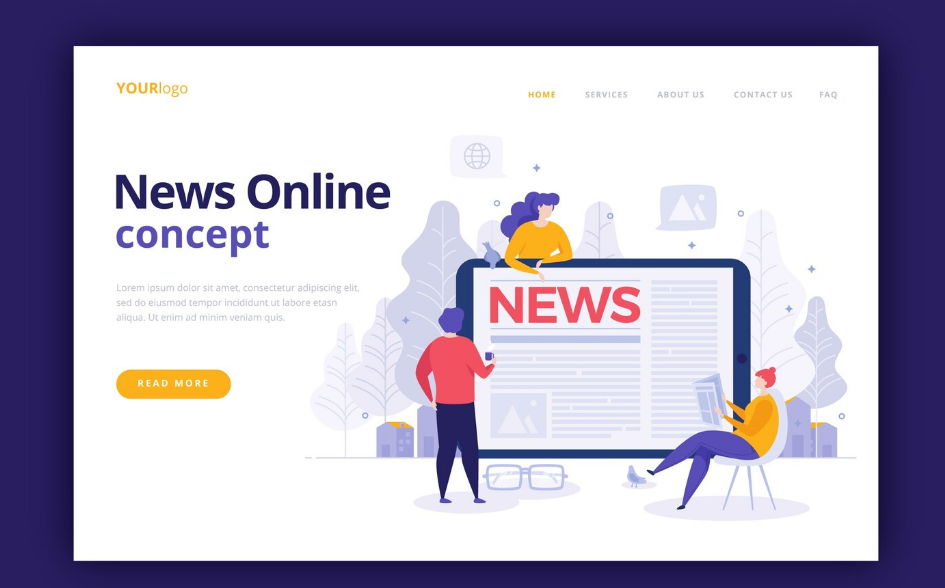 YOURlogo
HOME SERVICES ABOUT US CONTACT US FAQ
News Online
concept
Lorem ipsum dolor sit amet, consectetur adipiscing elit,
sed do eiusmod tempor incididunt ut labore etasn
aliqua. Ut enim ad minim veniam quis.
READ MORE
NEWS